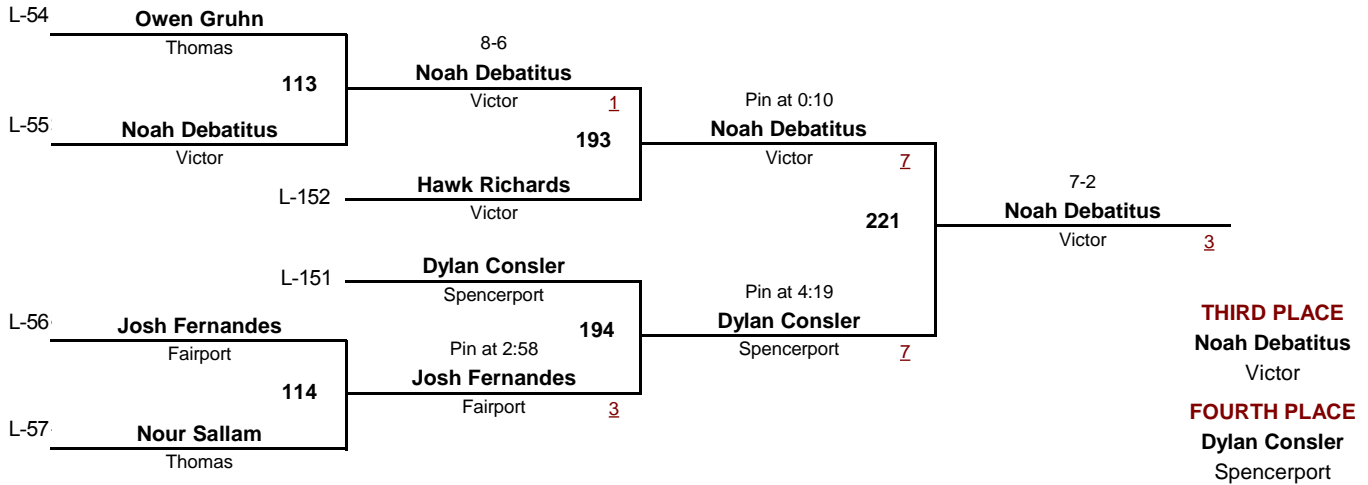 L-54
Owen Gruhn
Thomas
113
L-55
Noah Debatitus
Victor
8-6
Noah Debatitus
Victor
1
193
L-152
Hawk Richards
Victor
Pin at 0:10
Noah Debatitus
Victor
7
221
7-2
Noah Debatitus
Victor
3
L-151
Dylan Consler
Spencerport
194
Pin at 4:19
Dylan Consler
Spencerport
7
L-56
Josh Fernandes
Fairport
114
Pin at 2:58
Josh Fernandes
Fairport
3
L-57
Nour Sallam
Thomas
THIRD PLACE
Noah Debatitus
Victor
FOURTH PLACE
Dylan Consler
Spencerport